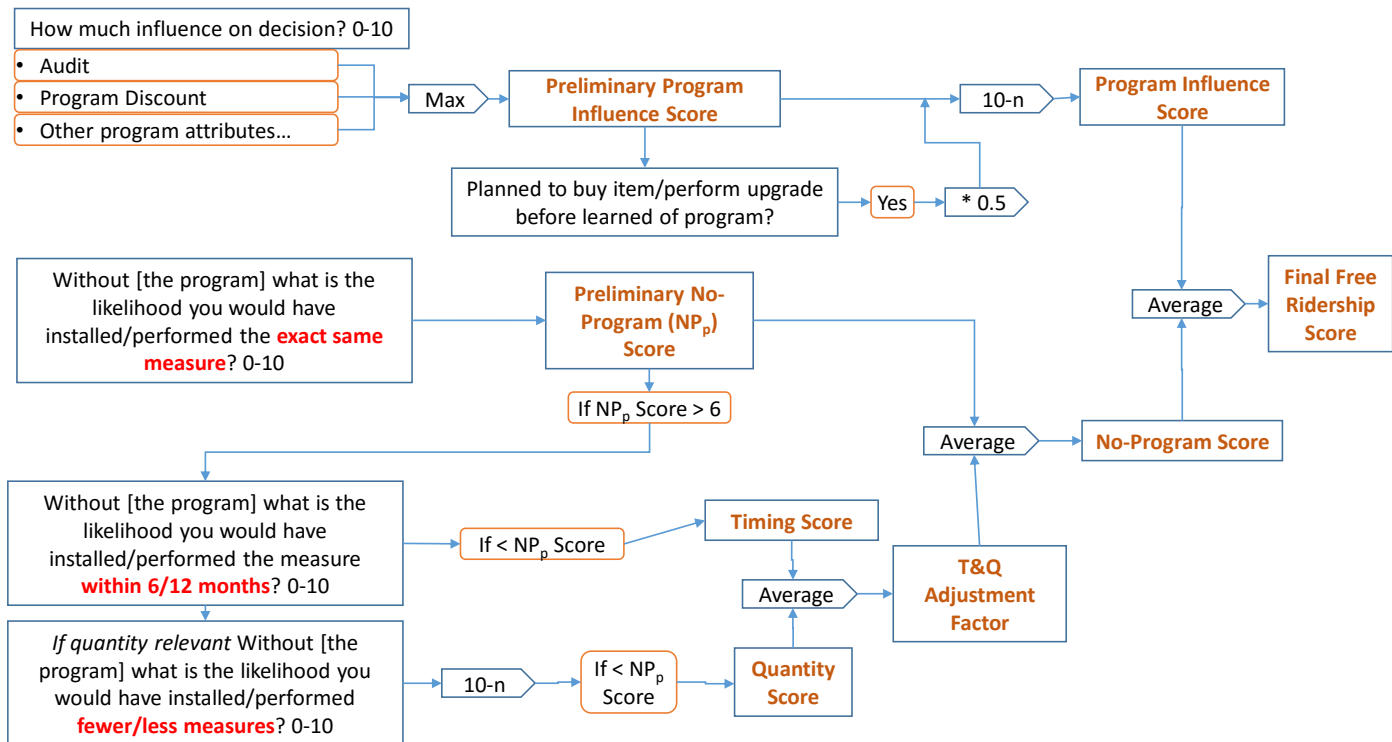 How much influence on decision? 0-10
• Audit
• Program Discount
• Other program attributes…
Max
Preliminary Program
Influence Score
10-n
Program Influence
Score
Planned to buy item/perform upgrade
before learned of program?
Yes
* 0.5
Without [the program] what is the
likelihood you would have
installed/performed the exact same
measure? 0-10
Preliminary No-
Program (NPp)
Score
Average
Final Free
Ridership
Score
If NPp Score > 6
Average
No-Program Score
Without [the program] what is the
likelihood you would have
installed/performed the measure
within 6/12 months? 0-10
If < NPp Score
Timing Score
Average
T&Q
Adjustment
Factor
If quantity relevant Without [the
program] what is the likelihood you
would have installed/performed
fewer/less measures? 0-10
10-n
If < NPp
Score
Quantity
Score